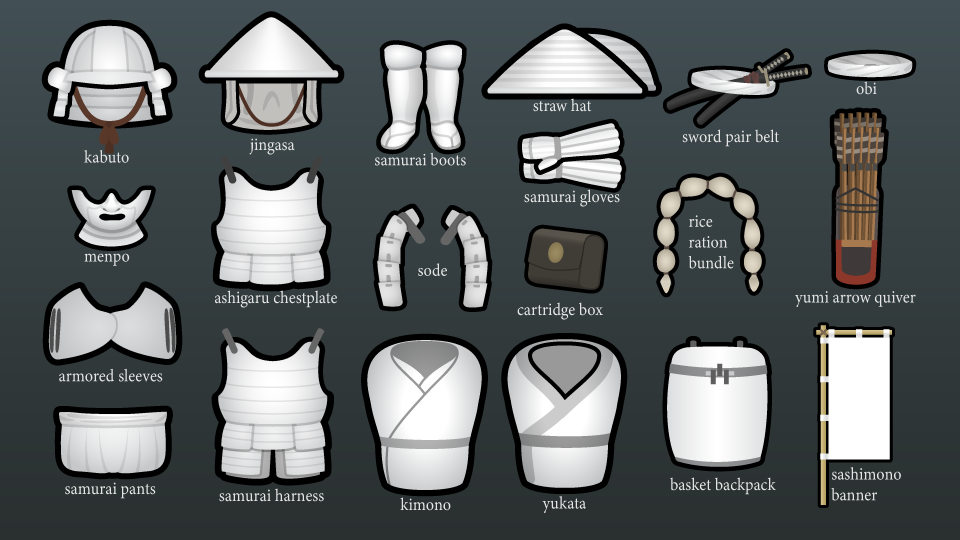 kabuto
jingasa
samurai boots
straw hat
sword pair belt
obi
menpo
ashigaru chestplate
sode
samurai gloves
cartridge box
rice
ration
bundle
yumi arrow quiver
armored sleeves
samurai pants
samurai harness
kimono
yukata
basket backpack
sashimono
banner